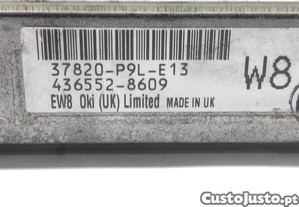 37820-P9L-E13
W8
436552-8609
EW8 Oki (UK) Limited MADE IN UK
CustoJusto.pt